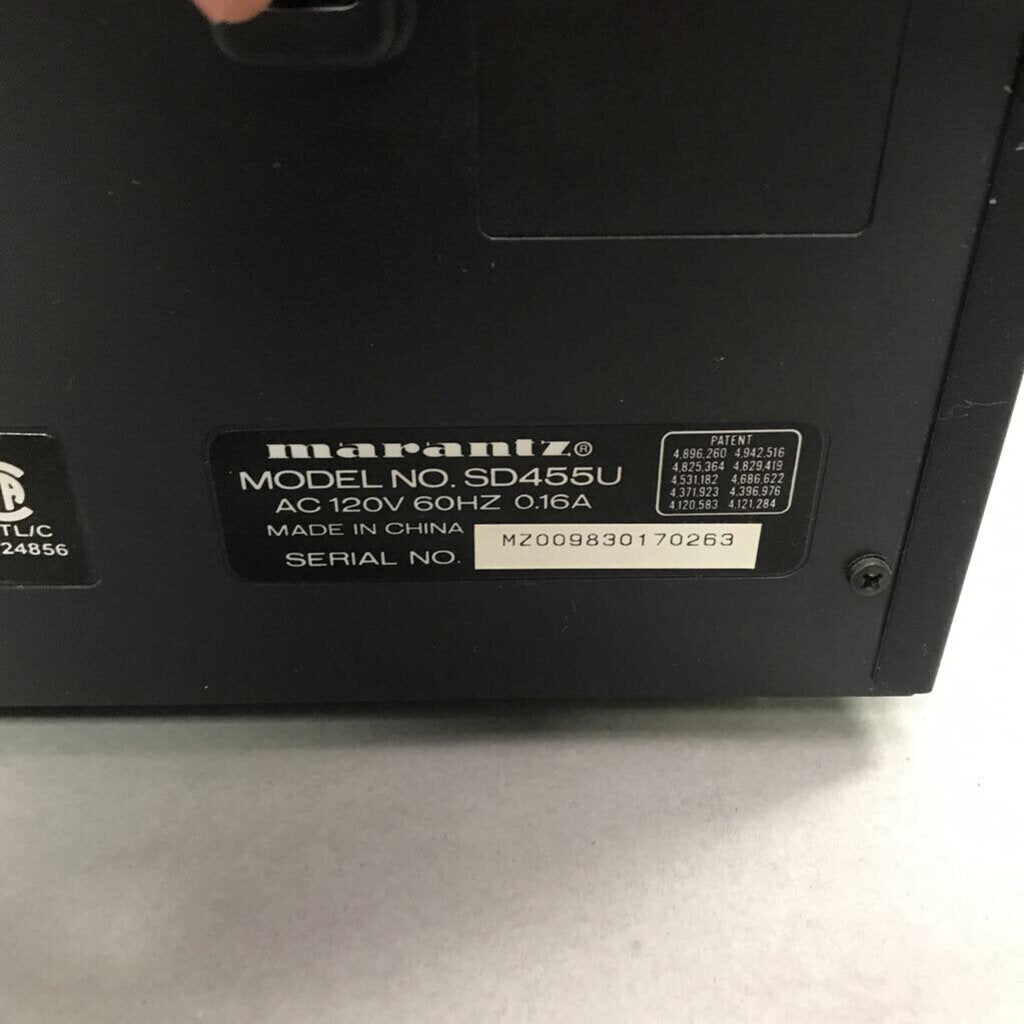 marantz®
MODEL NO. SD455U
AC 120V 60HZ 0.16A
MADE IN CHINA
SERIAL NO.
MZ009830170263
PATENT
4,896,260 4,942,516
4,825,364 4,829,419
4,531,182 4,686,622
4,371,923 4,396,976
4,120,583 4,121,284
TL/C
24856